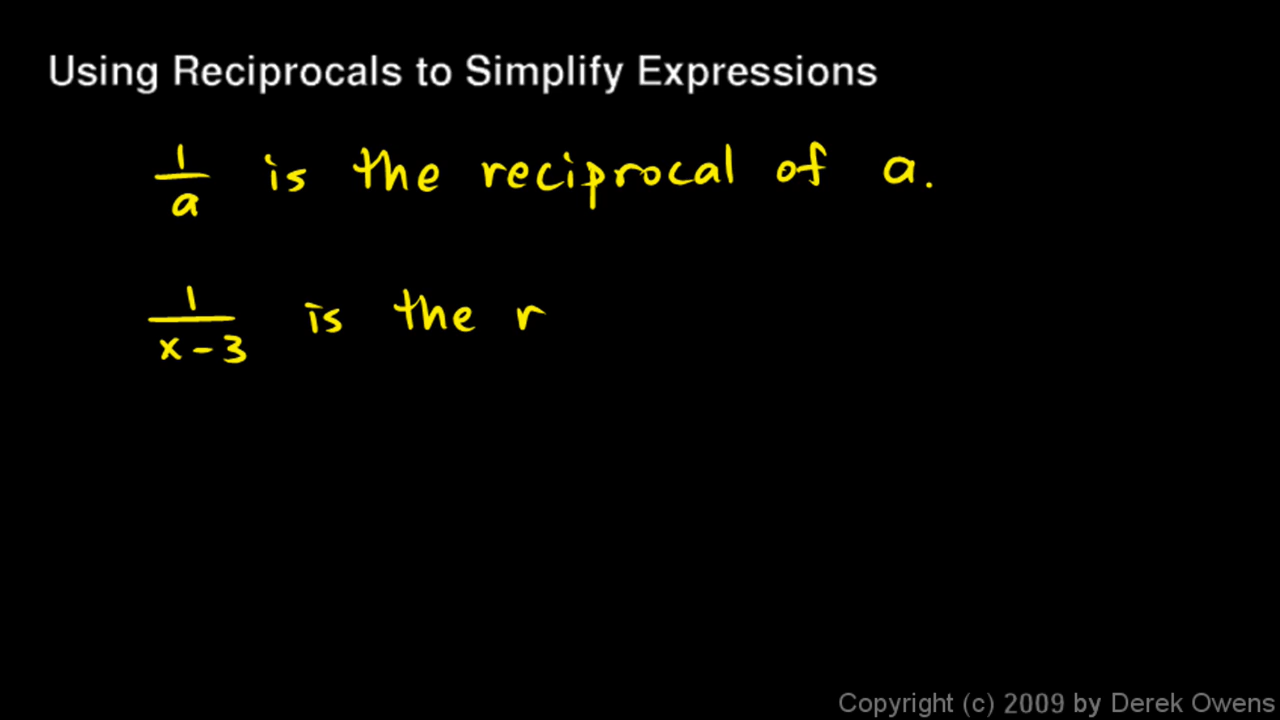 Using Reciprocals to Simplify Expressions
1/a is the reciprocal of a.
1/(x-3) is the r
Copyright (c) 2009 by Derek Owens